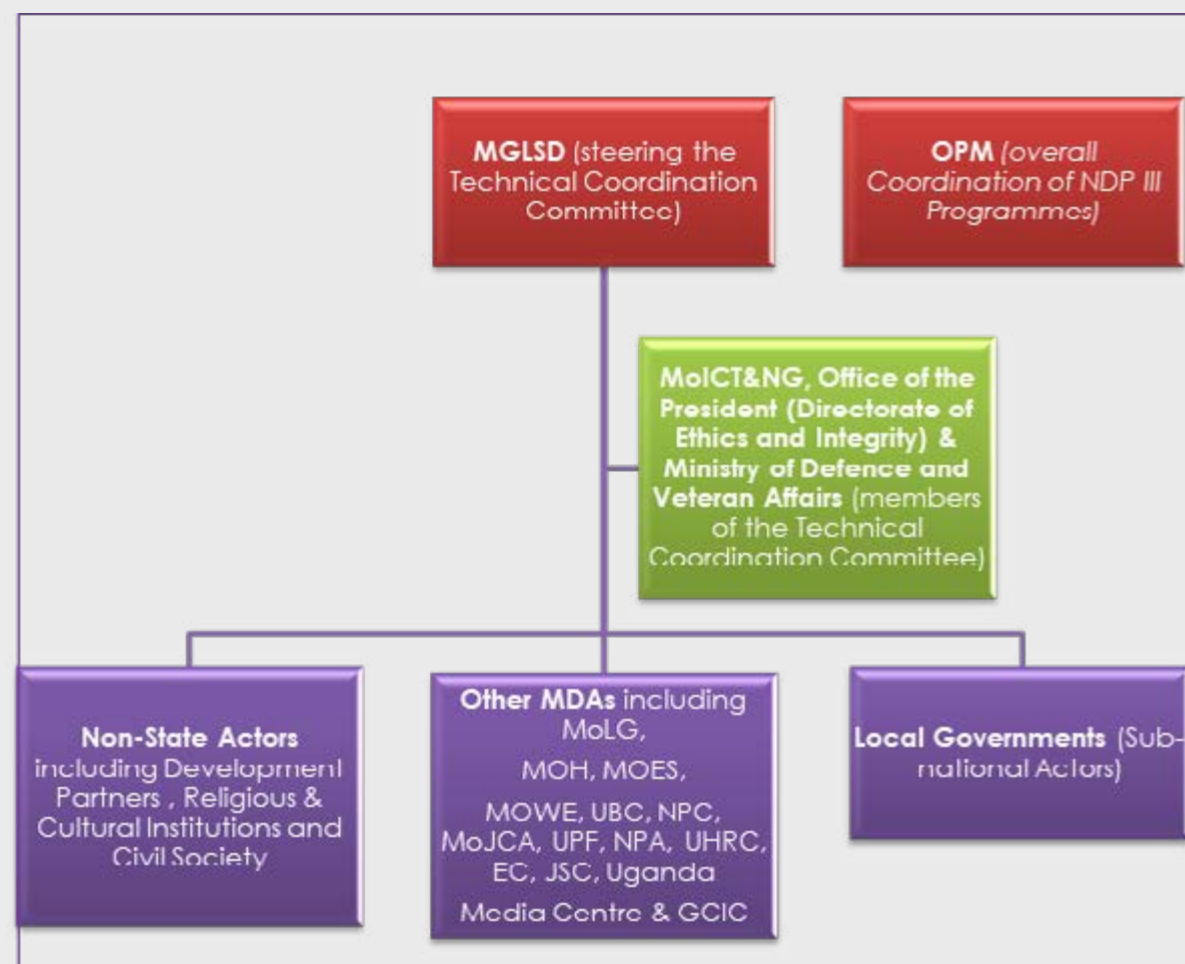 MGLSD (steering the
Technical Coordination
Committee)
OPM (overall
Coordination of NDP III
Programmes)
MoICT&NG, Office of the
President (Directorate of
Ethics and Integrity) &
Ministry of Defence and
Veteran Affairs (members
of the Technical
Coordination Committee)
Non-State Actors
including Development
Partners , Religious &
Cultural Institutions and
Civil Society
Other MDAs including
MoLG,
MOH, MOES,
MOWE, UBC, NPC,
MoJCA, UPF, NPA, UHRC,
EC, JSC, Uganda
Media Centre & GCIC
Local Governments (Sub-
national Actors)